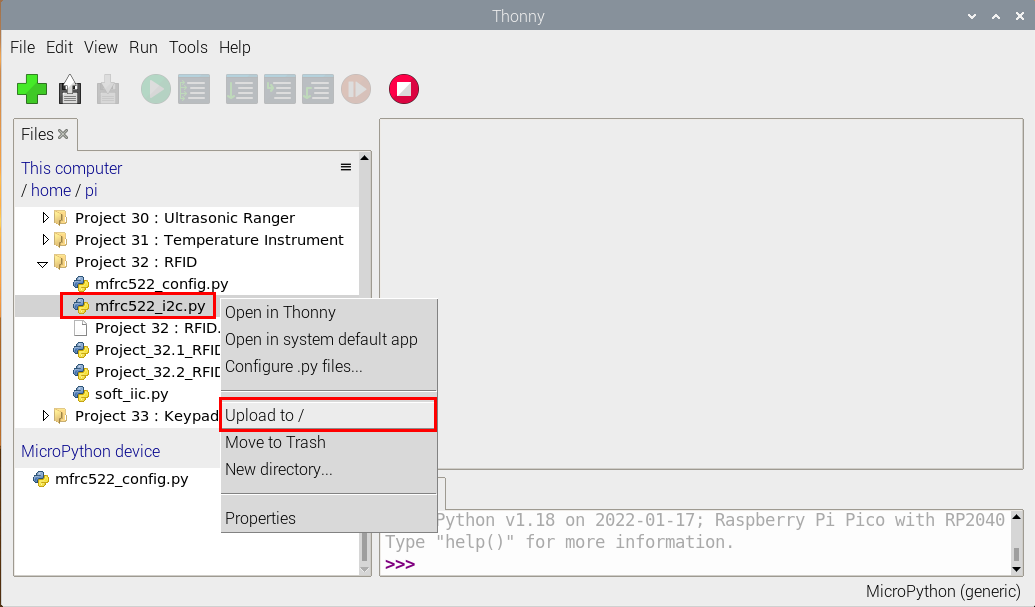 Thonny
File Edit View Run Tools Help
Files
This computer
/ home / pi
Project 30 : Ultrasonic Ranger
Project 31 : Temperature Instrument
Project 32 : RFID
mfrc522_config.py
mfrc522_i2c.py
Project 32 : RFID.
Project_32.1_RFID
Project_32.2_RFID
soft_iic.py
Project 33 : Keypad
MicroPython device
mfrc522_config.py
Open in Thonny
Open in system default app
Configure .py files...
Upload to /
Move to Trash
New directory...
Properties
Python v1.18 on 2022-01-17; Raspberry Pi Pico with RP2040
Type "help()" for more information.
>>>
MicroPython (generic)